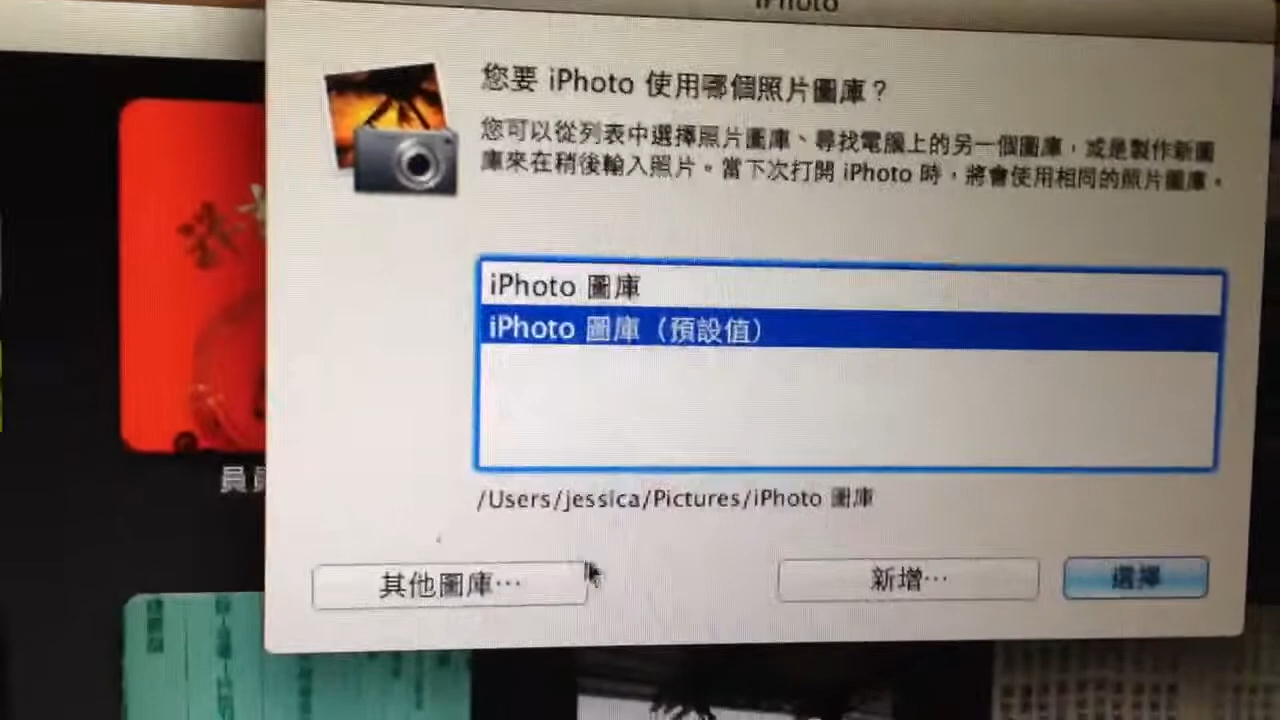 iPhoto
您要 iPhoto 使用哪個照片圖庫？
您可以從列表中選擇照片圖庫、尋找電腦上的另一個圖庫，或是製作新圖
庫來在稍後輸入照片。當下次打開 iPhoto 時，將會使用相同的照片圖庫。
iPhoto 圖庫
iPhoto 圖庫（預設值）
/Users/jessica/Pictures/iPhoto 圖庫
其他圖庫…
新增…
選擇